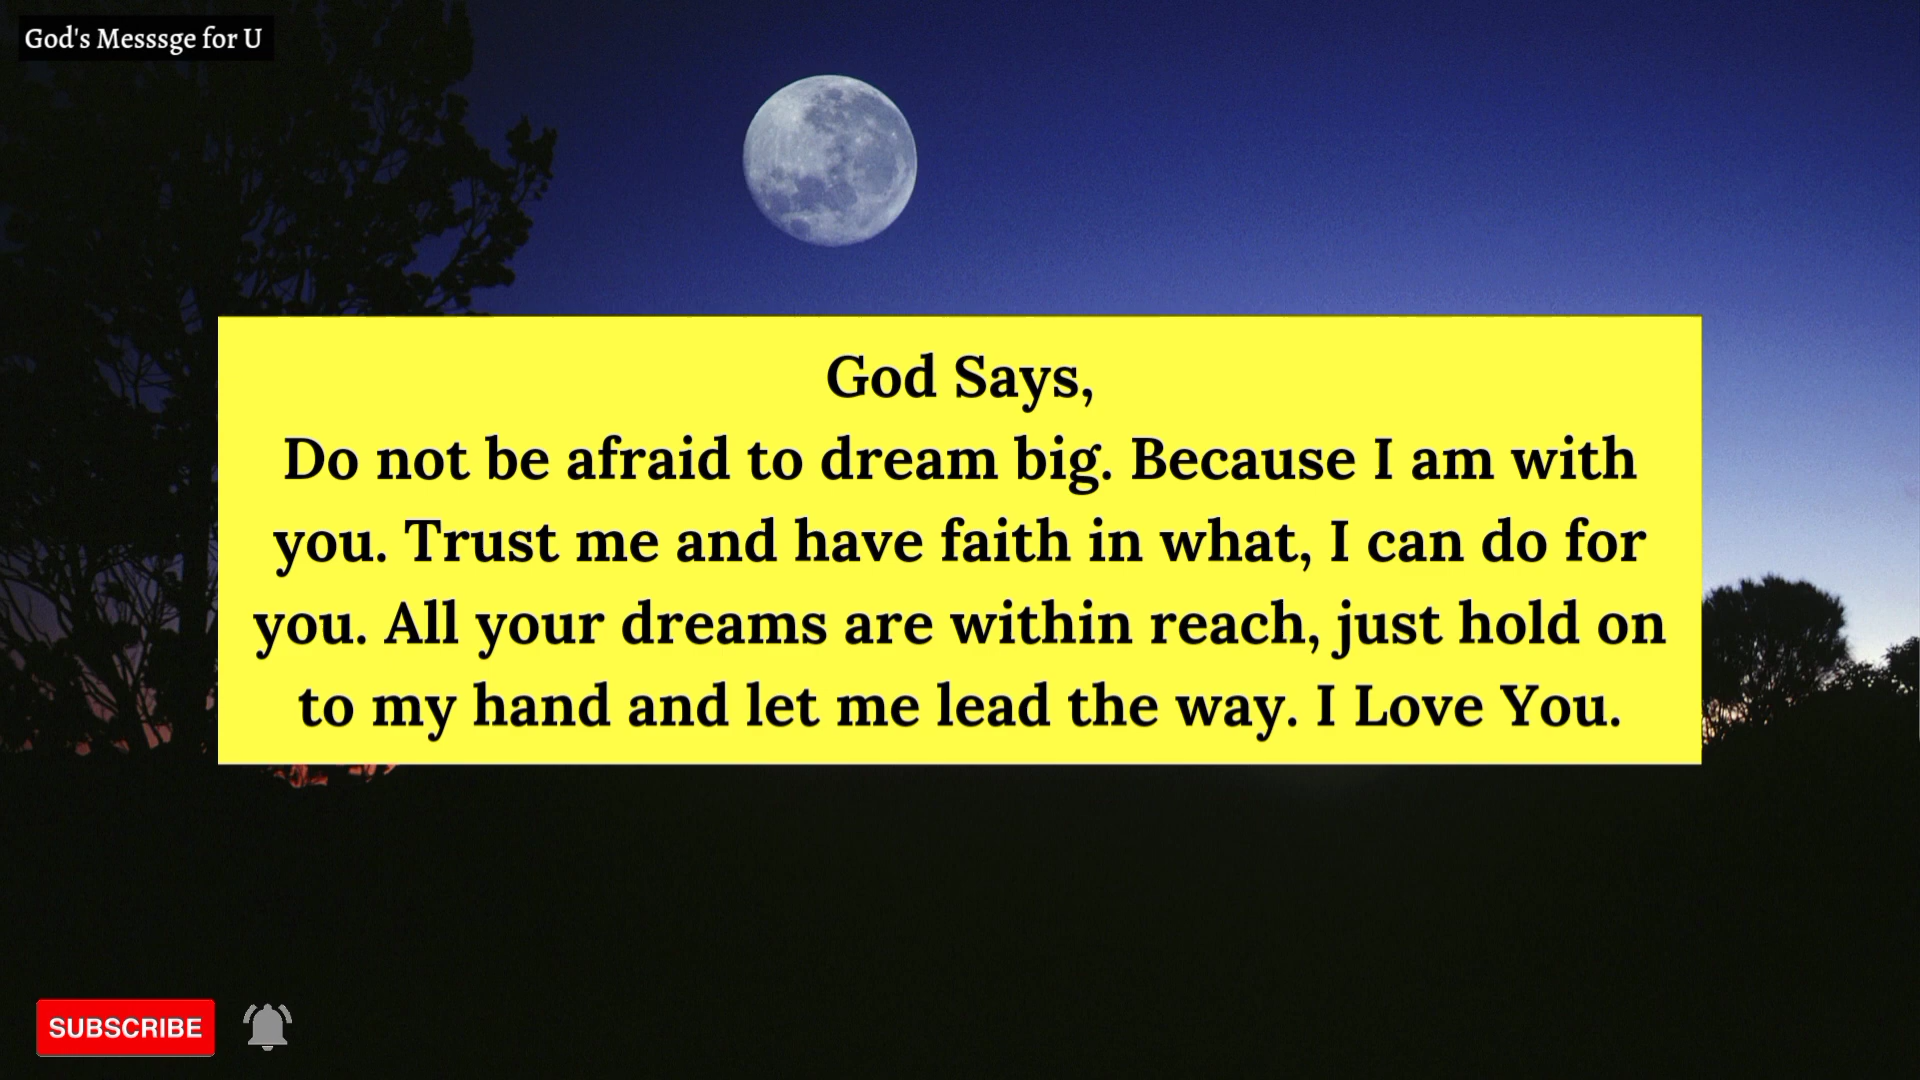 God's Messsge for U
God Says,
Do not be afraid to dream big. Because I am with
you. Trust me and have faith in what, I can do for
you. All your dreams are within reach, just hold on
to my hand and let me lead the way. I Love You.
SUBSCRIBE